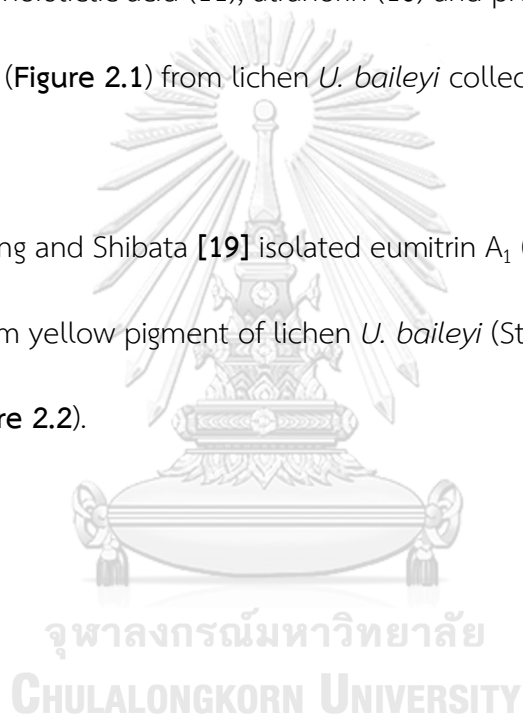 (Figure 2.1) from lichen U. baileyi collec
ng and Shibata [19] isolated eumitrin A₁
m yellow pigment of lichen U. baileyi (St
re 2.2).
จุฬาลงกรณ์มหาวิทยาลัย
CHULALONGKORN UNIVERSITY